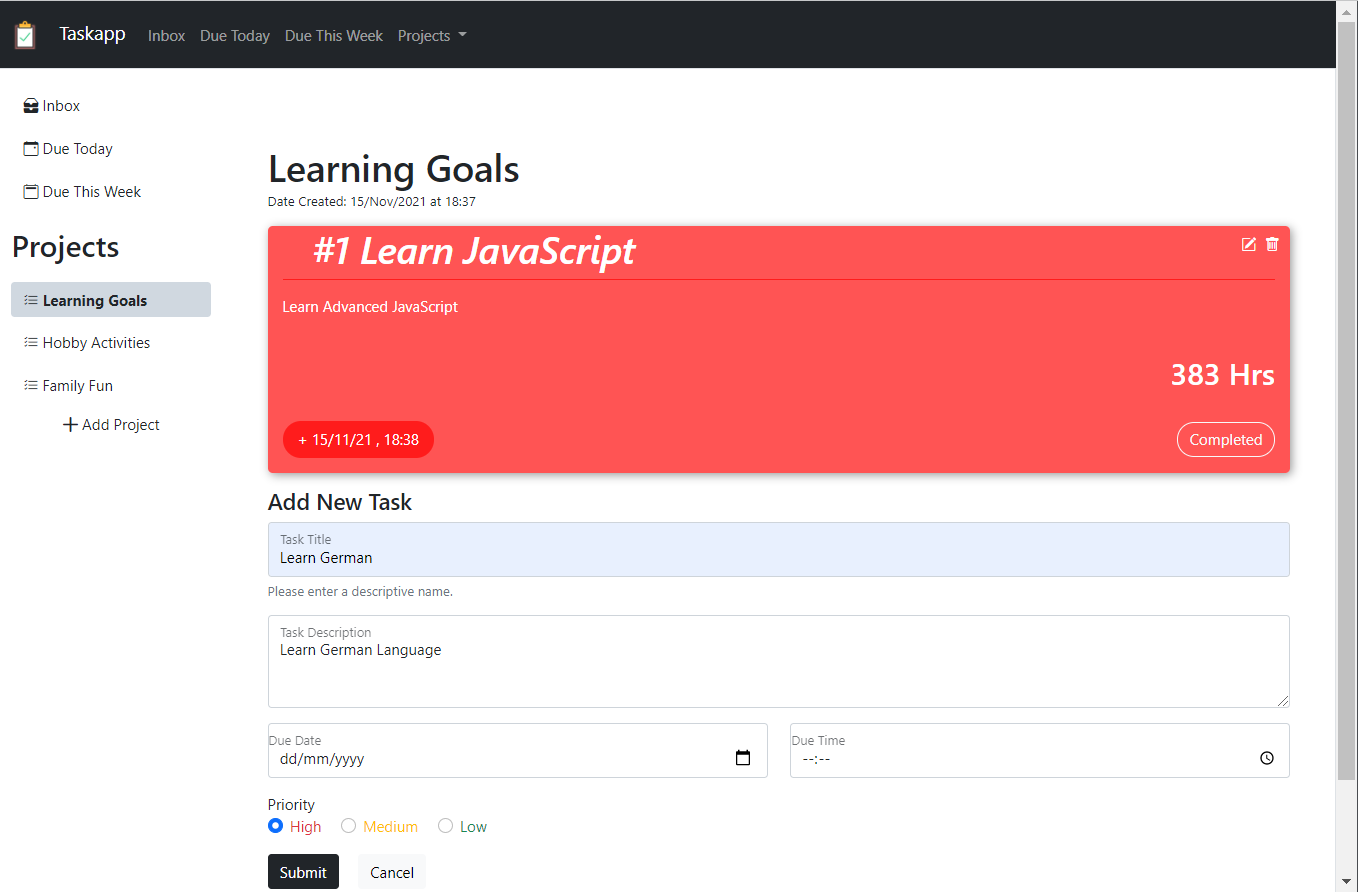 Taskapp Inbox Due Today Due This Week Projects
Inbox
Due Today
Due This Week
Projects
Learning Goals
Hobby Activities
Family Fun
Add Project
Learning Goals
Date Created: 15/Nov/2021 at 18:37
#1 Learn JavaScript
Learn Advanced JavaScript
383 Hrs
+ 15/11/21 , 18:38
Completed
Add New Task
Task Title
Learn German
Please enter a descriptive name.
Task Description
Learn German Language
Due Date
dd/mm/yyyy
Due Time
--:--
Priority
High Medium Low
Submit Cancel